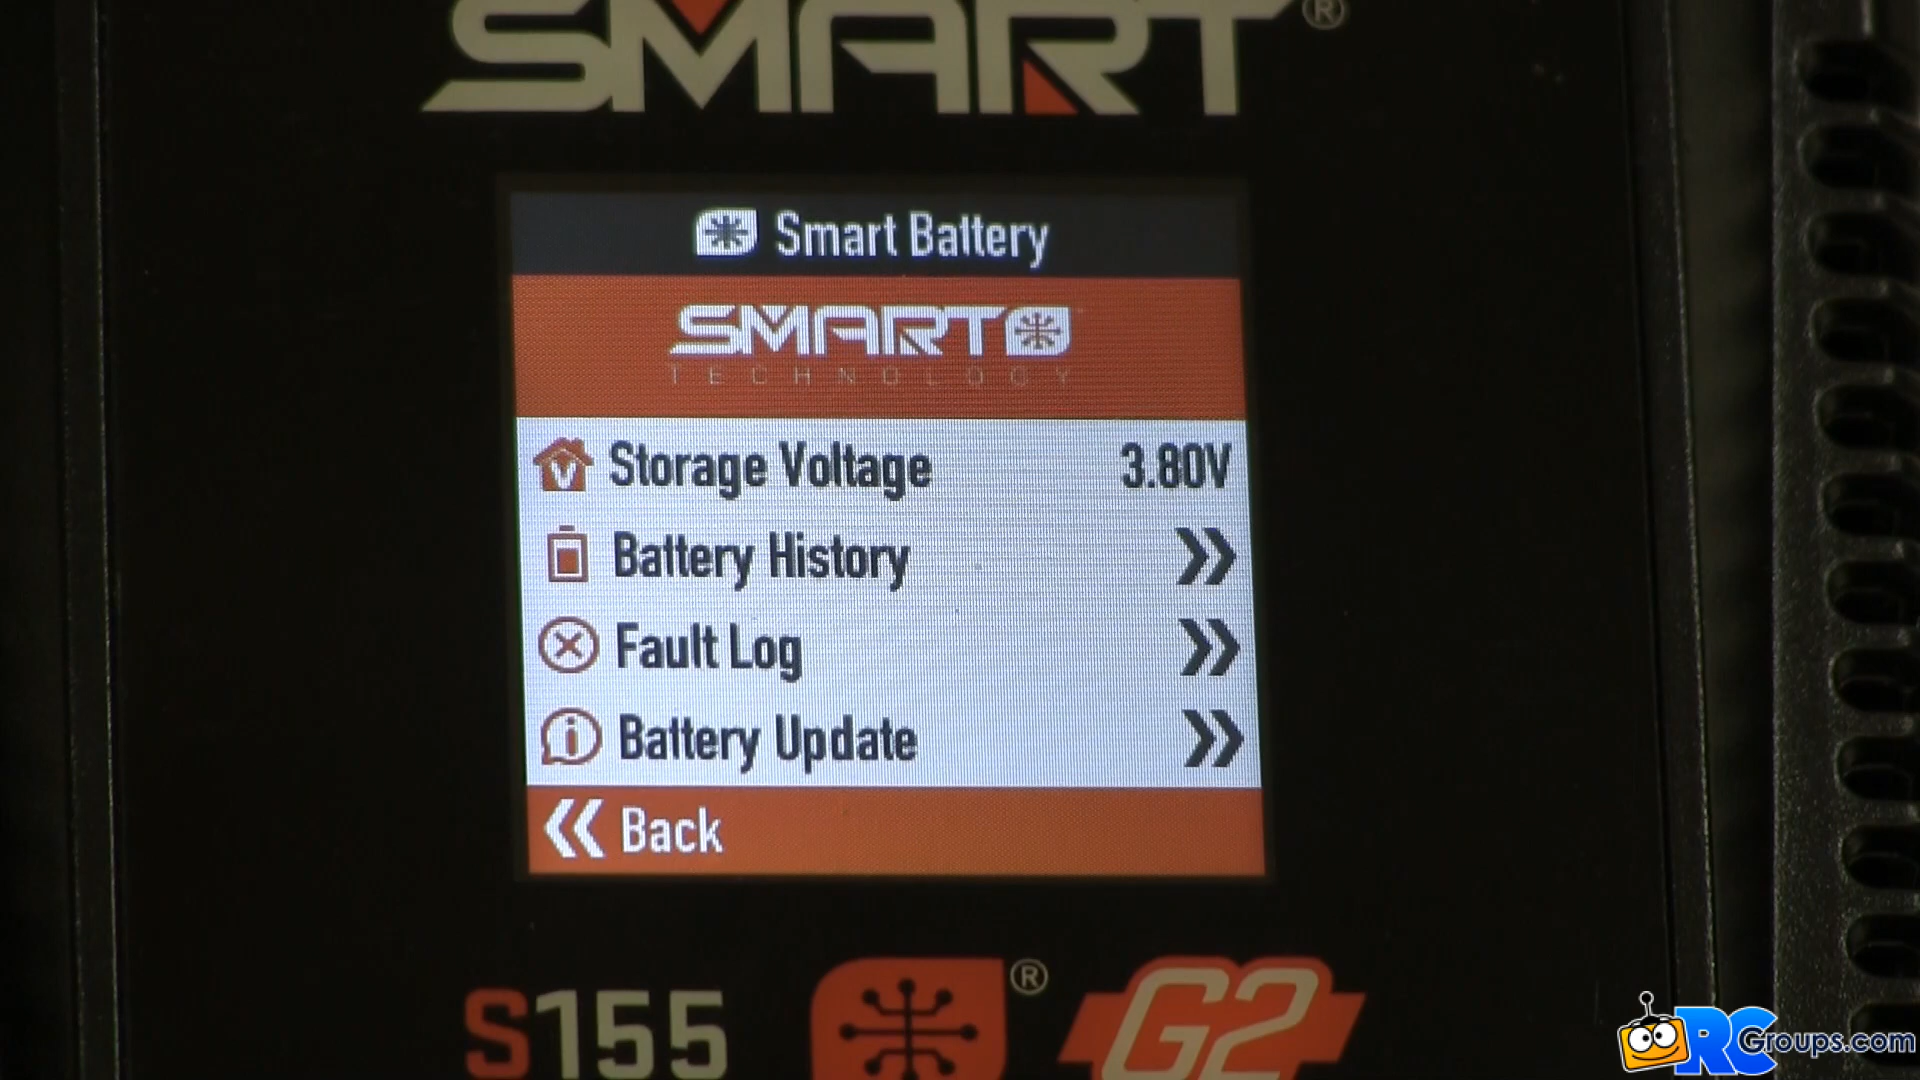 SMART®
Smart Battery
SMART
TECHNOLOGY
Storage Voltage 3.80V
Battery History
Fault Log
Battery Update
Back
S155 ® G2
RCGroups.com